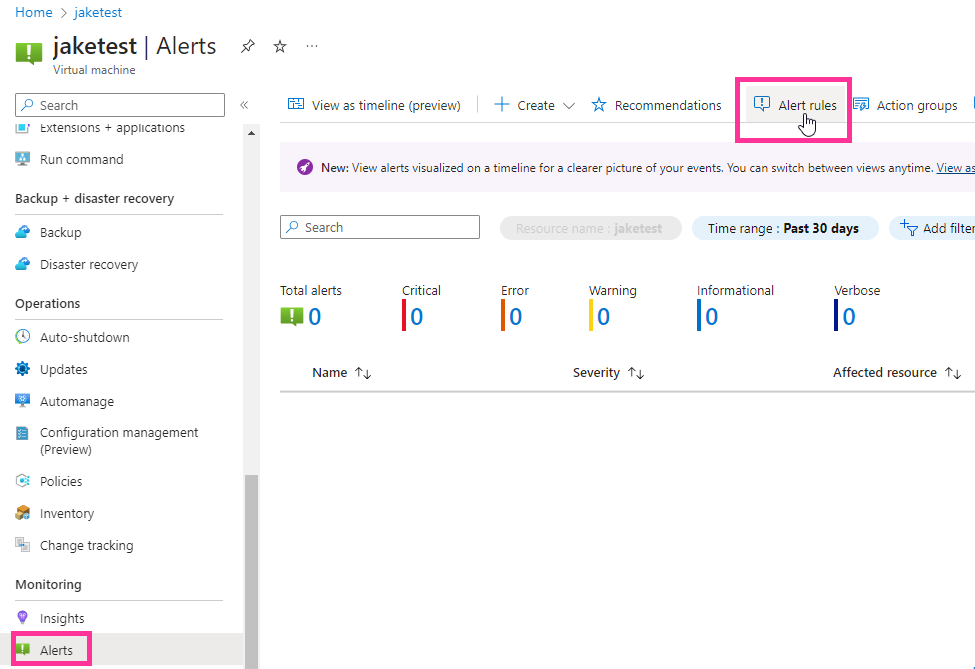 Home > jaketest
jaketest | Alerts
Virtual machine
Search
Extensions + applications
Run command
Backup + disaster recovery
Backup
Disaster recovery
Operations
Auto-shutdown
Updates
Automanage
Configuration management
(Preview)
Policies
Inventory
Change tracking
Monitoring
Insights
Alerts
View as timeline (preview) Create Recommendations Alert rules Action groups
New: View alerts visualized on a timeline for a clearer picture of your events. You can switch between views anytime. View as
Search Resource name : jaketest Time range : Past 30 days Add filter
Total alerts Critical Error Warning Informational Verbose
0 0 0 0 0 0
Name Severity Affected resource